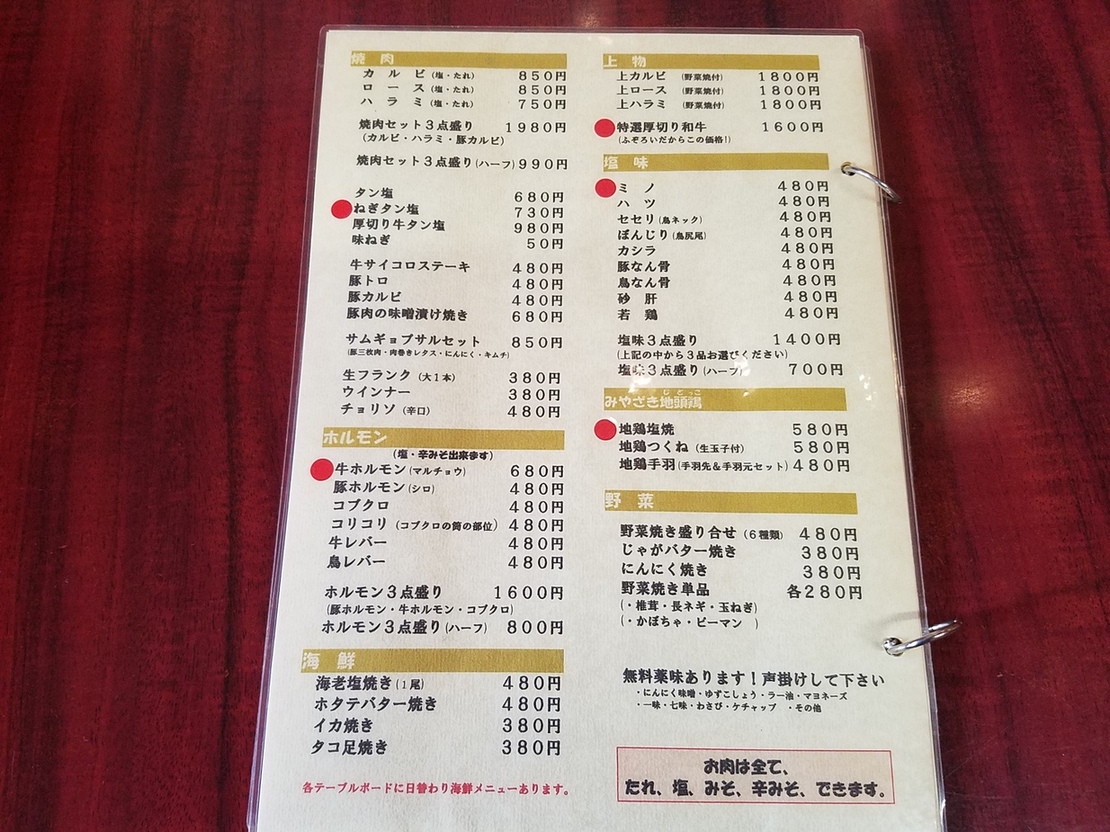 焼肉
カルビ（塩・たれ） 850円
ロース（塩・たれ） 850円
ハラミ（塩・たれ） 750円
焼肉セット3点盛り 1980円
（カルビ・ハラミ・豚カルビ）
焼肉セット3点盛り（ハーフ） 990円
タン塩 680円
ねぎタン塩 730円
厚切り牛タン塩 980円
味ねぎ 50円
牛サイコロステーキ 480円
豚トロ 480円
豚カルビ 480円
豚肉の味噌漬け焼き 680円
サムギョプサルセット 850円
（豚三枚肉・肉巻きレタス・にんにく・キムチ）
生フランク（大1本） 380円
ウインナー 380円
チョリソ（辛口） 480円
ホルモン
（塩・辛みそ出来ます）
牛ホルモン（マルチョウ） 680円
豚ホルモン（シロ） 480円
コブクロ 480円
コリコリ（コブクロの筒の部位） 480円
牛レバー 480円
鳥レバー 480円
ホルモン3点盛り 1600円
（豚ホルモン・牛ホルモン・コブクロ）
ホルモン3点盛り（ハーフ） 800円
海鮮
海老塩焼き（1尾） 480円
ホタテバター焼き 480円
イカ焼き 380円
タコ足焼き 380円
各テーブルボードに日替わり海鮮メニューあります。
上物
上カルビ（野菜焼付） 1800円
上ロース（野菜焼付） 1800円
上ハラミ（野菜焼付） 1800円
特選厚切り和牛 1600円
（ふぞろいだからこの価格！）
塩味
ミノ 480円
ハツ 480円
セセリ（鳥ネック） 480円
ぼんじり（鳥尻尾） 480円
カシラ 480円
豚なん骨 480円
鳥なん骨 480円
砂肝 480円
若鶏 480円
塩味3点盛り 1400円
（上記の中から3品お選びください）
塩味3点盛り（ハーフ） 700円
じとっこ
みやざき地頭鶏
地鶏塩焼 580円
地鶏つくね（生玉子付） 580円
地鶏手羽（手羽先＆手羽元セット） 480円
野菜
野菜焼き盛り合せ（6種類） 480円
じゃがバター焼き 380円
にんにく焼き 380円
野菜焼き単品 各280円
（・椎茸・長ネギ・玉ねぎ）
（・かぼちゃ・ピーマン ）
無料薬味あります！声掛けして下さい
・にんにく味噌・ゆずこしょう・ラー油・マヨネーズ
・一味・七味・わさび・ケチャップ ・その他
お肉は全て、
たれ、塩、みそ、辛みそ、できます。